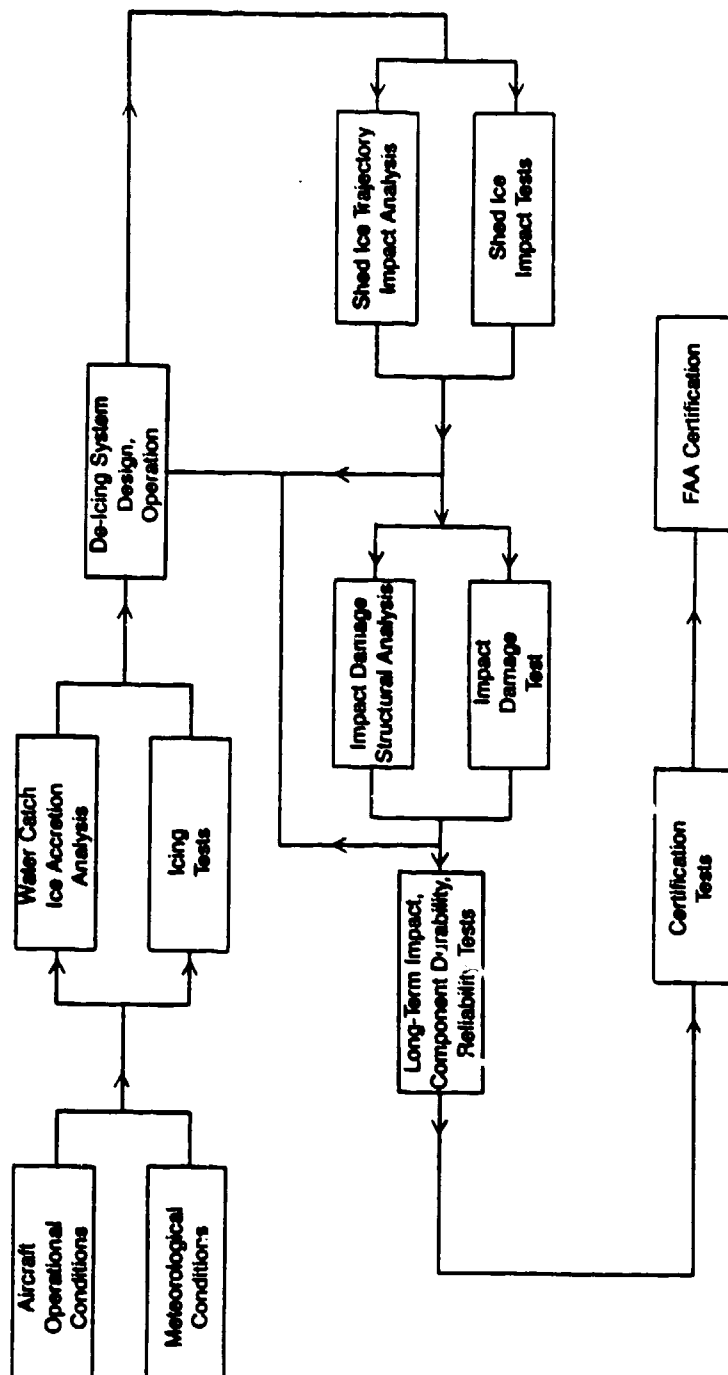 Aircraft
Operational
Conditions
Meteorological
Conditions
Water Catch
Ice Accretion
Analysis
Icing
Tests
De-Icing System
Design,
Operation
Shed Ice Trajectory
Impact Analysis
Shed Ice
Impact Tests
Impact Damage
Structural Analysis
Impact
Damage
Test
Long-Term Impact,
Component Durability,
Reliability Tests
Certification
Tests
FAA Certification